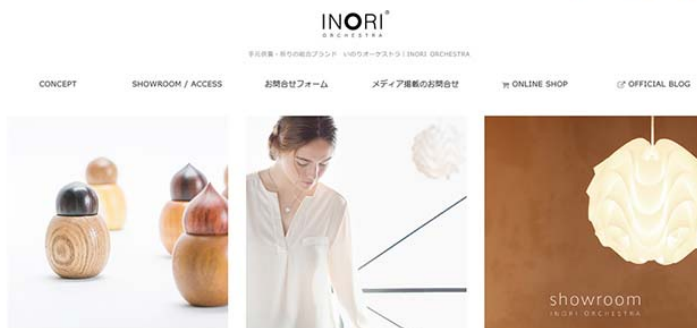 INORI
ORCHESTRA
手元供養・祈りの総合ブランド いのりオーケストラ | INORI ORCHESTRA
CONCEPT
SHOWROOM / ACCESS
お問合せフォーム
メディア掲載のお問合せ
ONLINE SHOP
OFFICIAL BLOG
showroom
INORI ORCHESTRA